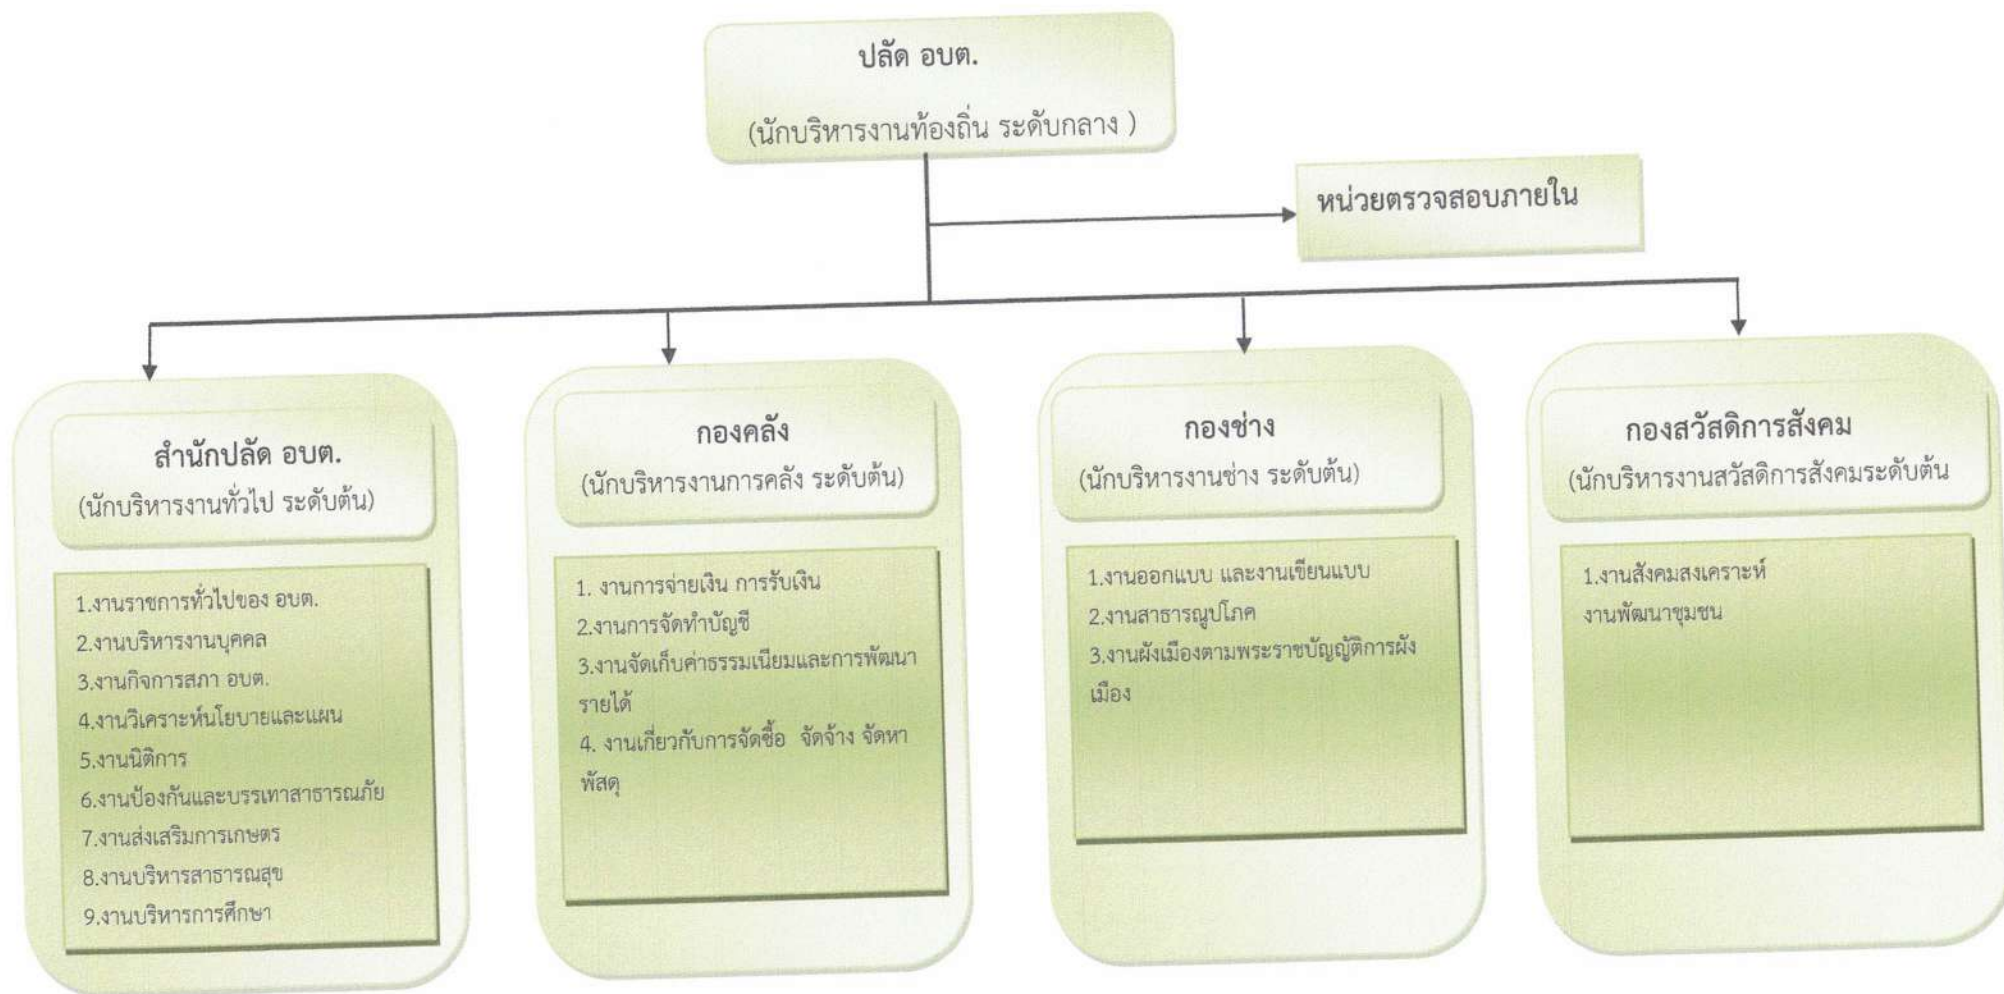 ปลัด อบต.
(นักบริหารงานท้องถิ่น ระดับกลาง )
หน่วยตรวจสอบภายใน
สำนักปลัด อบต.
(นักบริหารงานทั่วไป ระดับต้น)
1.งานราชการทั่วไปของ อบต.
2.งานบริหารงานบุคคล
3.งานกิจการสภา อบต.
4.งานวิเคราะห์นโยบายและแผน
5.งานนิติการ
6.งานป้องกันและบรรเทาสาธารณภัย
7.งานส่งเสริมการเกษตร
8.งานบริหารสาธารณสุข
9.งานบริหารการศึกษา
กองคลัง
(นักบริหารงานการคลัง ระดับต้น)
1. งานการจ่ายเงิน การรับเงิน
2.งานการจัดทำบัญชี
3.งานจัดเก็บค่าธรรมเนียมและการพัฒนา
รายได้
4. งานเกี่ยวกับการจัดซื้อ จัดจ้าง จัดหา
พัสดุ
กองช่าง
(นักบริหารงานช่าง ระดับต้น)
1.งานออกแบบ และงานเขียนแบบ
2.งานสาธารณูปโภค
3.งานผังเมืองตามพระราชบัญญัติการผัง
เมือง
กองสวัสดิการสังคม
(นักบริหารงานสวัสดิการสังคมระดับต้น
1.งานสังคมสงเคราะห์
งานพัฒนาชุมชน